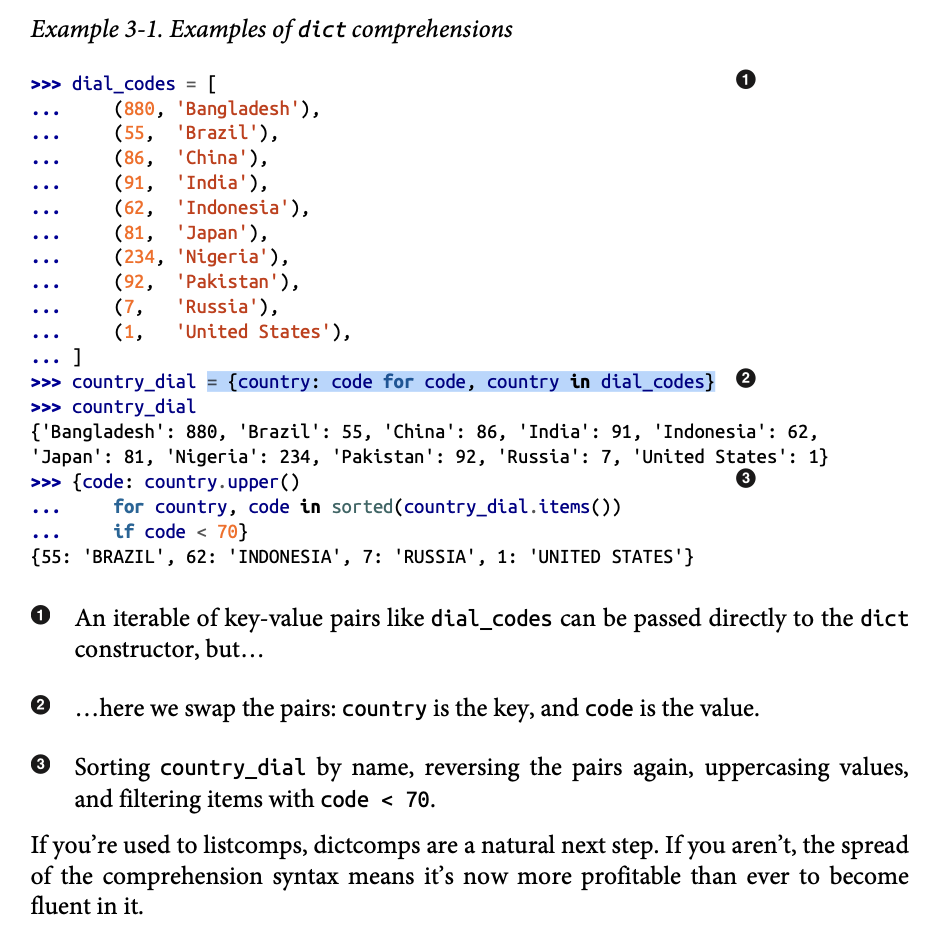 Example 3-1. Examples of dict comprehensions
>>> dial_codes = [ ❶
...     (880, 'Bangladesh'),
...     (55,  'Brazil'),
...     (86,  'China'),
...     (91,  'India'),
...     (62,  'Indonesia'),
...     (81,  'Japan'),
...     (234, 'Nigeria'),
...     (92,  'Pakistan'),
...     (7,   'Russia'),
...     (1,   'United States'),
... ]
>>> country_dial = {country: code for code, country in dial_codes} ❷
>>> country_dial
{'Bangladesh': 880, 'Brazil': 55, 'China': 86, 'India': 91, 'Indonesia': 62,
'Japan': 81, 'Nigeria': 234, 'Pakistan': 92, 'Russia': 7, 'United States': 1}
>>> {code: country.upper() ❸
...     for country, code in sorted(country_dial.items())
...     if code < 70}
{55: 'BRAZIL', 62: 'INDONESIA', 7: 'RUSSIA', 1: 'UNITED STATES'}
❶ An iterable of key-value pairs like dial_codes can be passed directly to the dict
constructor, but…
❷ …here we swap the pairs: country is the key, and code is the value.
❸ Sorting country_dial by name, reversing the pairs again, uppercasing values,
and filtering items with code < 70.
If you’re used to listcomps, dictcomps are a natural next step. If you aren’t, the spread
of the comprehension syntax means it’s now more profitable than ever to become
fluent in it.